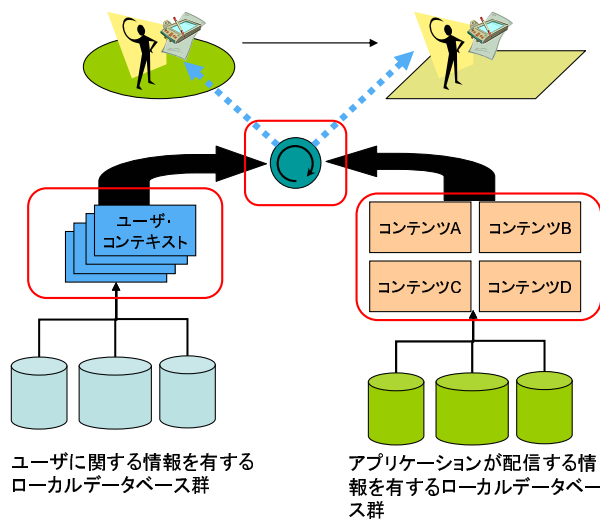 ユーザ・
コンテキスト
コンテンツA
コンテンツB
コンテンツC
コンテンツD
ユーザに関する情報を有する
ローカルデータベース群
アプリケーションが配信する情
報を有するローカルデータベー
ス群